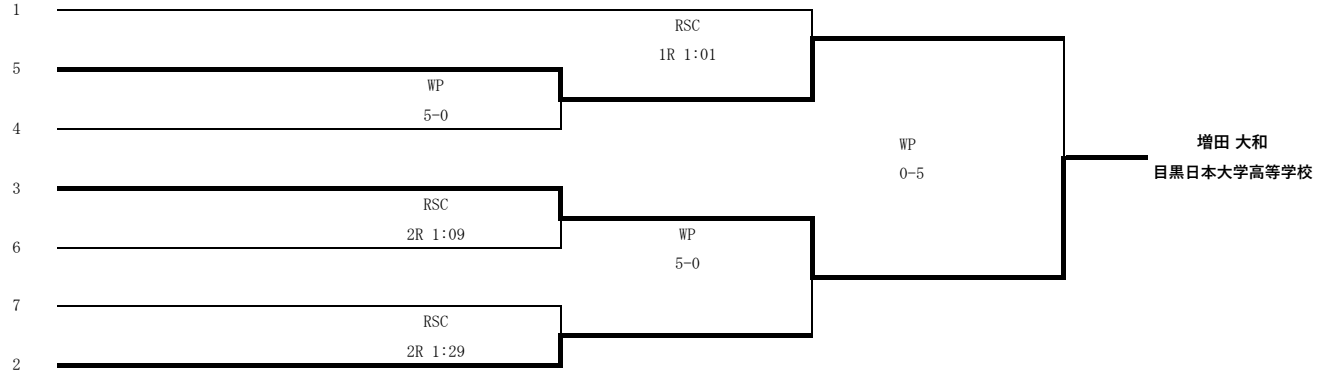 1
RSC
1R 1:01
5
WP
5-0
4
WP
0-5
増田 大和
目黒日本大学高等学校
3
RSC
2R 1:09
6
WP
5-0
7
RSC
2R 1:29
2